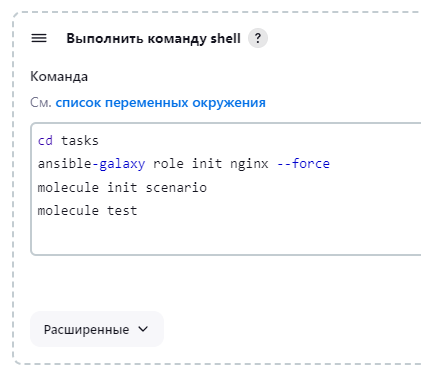 Выполнить команду shell ?
Команда
См. список переменных окружения
cd tasks
ansible-galaxy role init nginx --force
molecule init scenario
molecule test
Расширенные